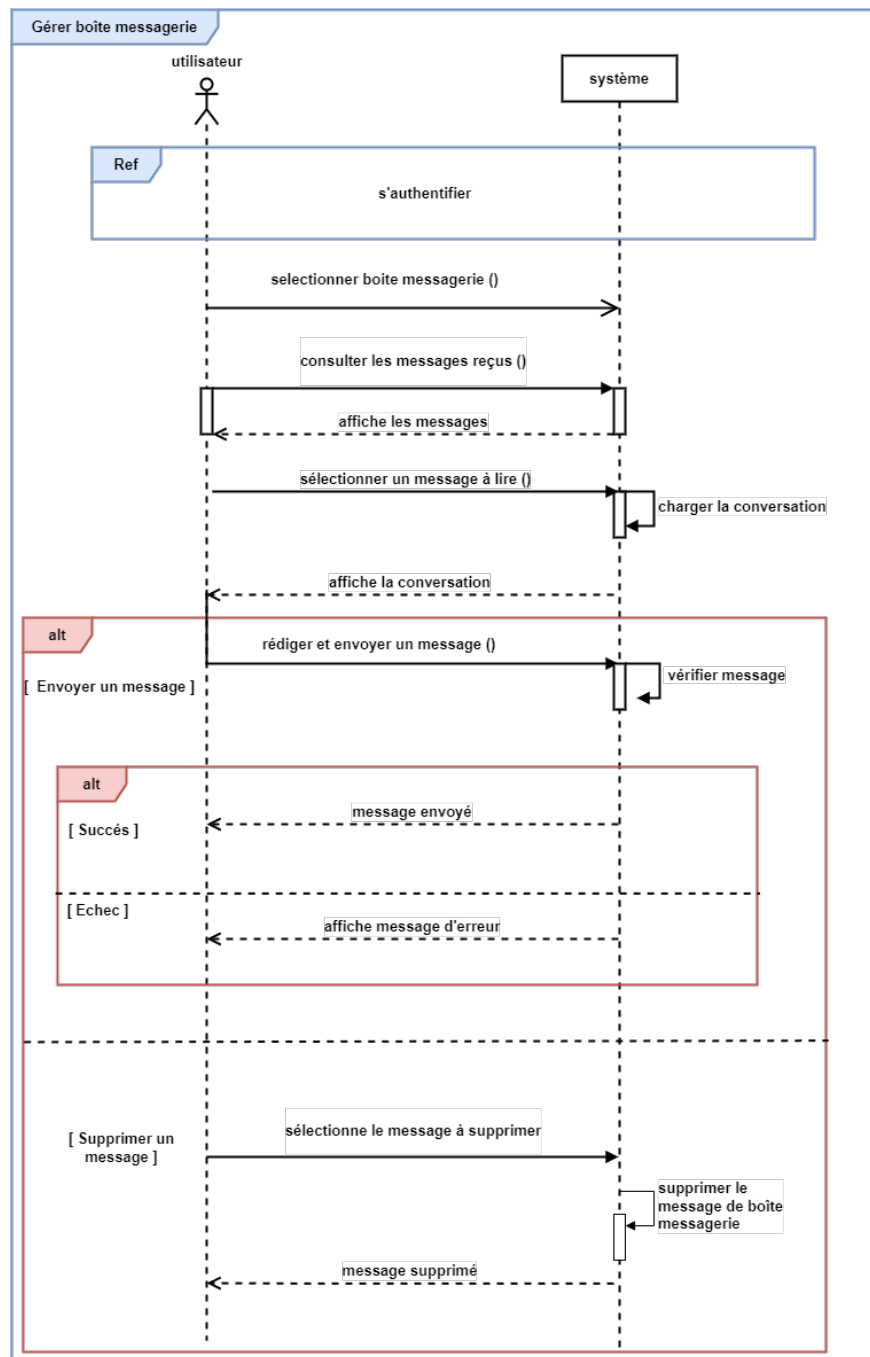 Gérer boîte messagerie
utilisateur
système
Ref
s'authentifier
selectionner boite messagerie ()
consulter les messages reçus ()
affiche les messages
sélectionner un message à lire ()
charger la conversation
affiche la conversation
alt
rédiger et envoyer un message ()
vérifier message
[ Envoyer un message ]
alt
message envoyé
[ Succés ]
[ Echec ]
affiche message d'erreur
sélectionne le message à supprimer
[ Supprimer un
message ]
supprimer le
message de boîte
messagerie
message supprimé